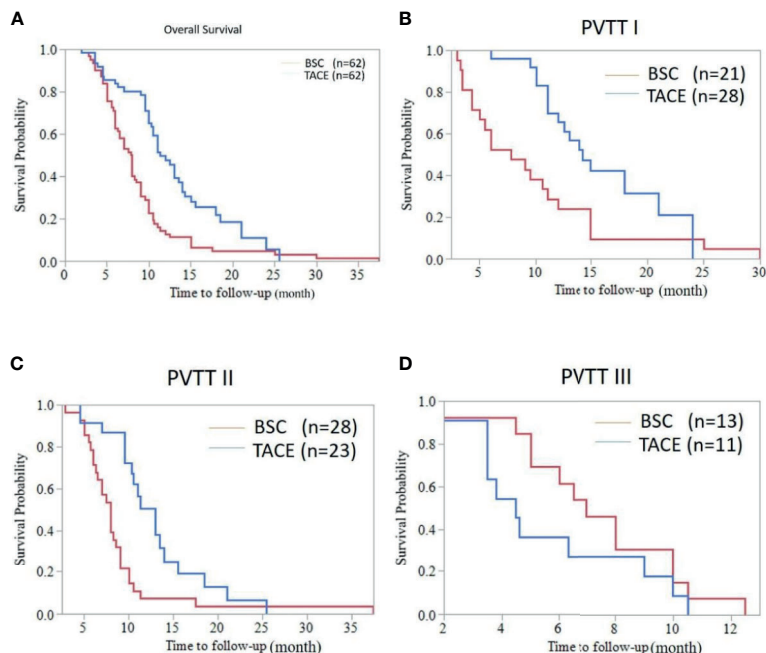 A
Overall Survival
BSC (n=62)
TACE (n=62)
Survival Probability
1.0
0.8
0.6
0.4
0.2
0.0
0 5 10 15 20 25 30 35
Time to follow-up (month)
B
PVTT I
BSC (n=21)
TACE (n=28)
Survival Probability
1.0
0.8
0.6
0.4
0.2
0.0
5 10 15 20 25 30
Time to follow-up (month)
C
PVTT II
BSC (n=28)
TACE (n=23)
Survival Probability
1.0
0.8
0.6
0.4
0.2
0.0
5 10 15 20 25 30 35
Time to follow-up (month)
D
PVTT III
BSC (n=13)
TACE (n=11)
Survival Probability
1.0
0.8
0.6
0.4
0.2
0.0
2 4 6 8 10 12
Time to follow-up (month)